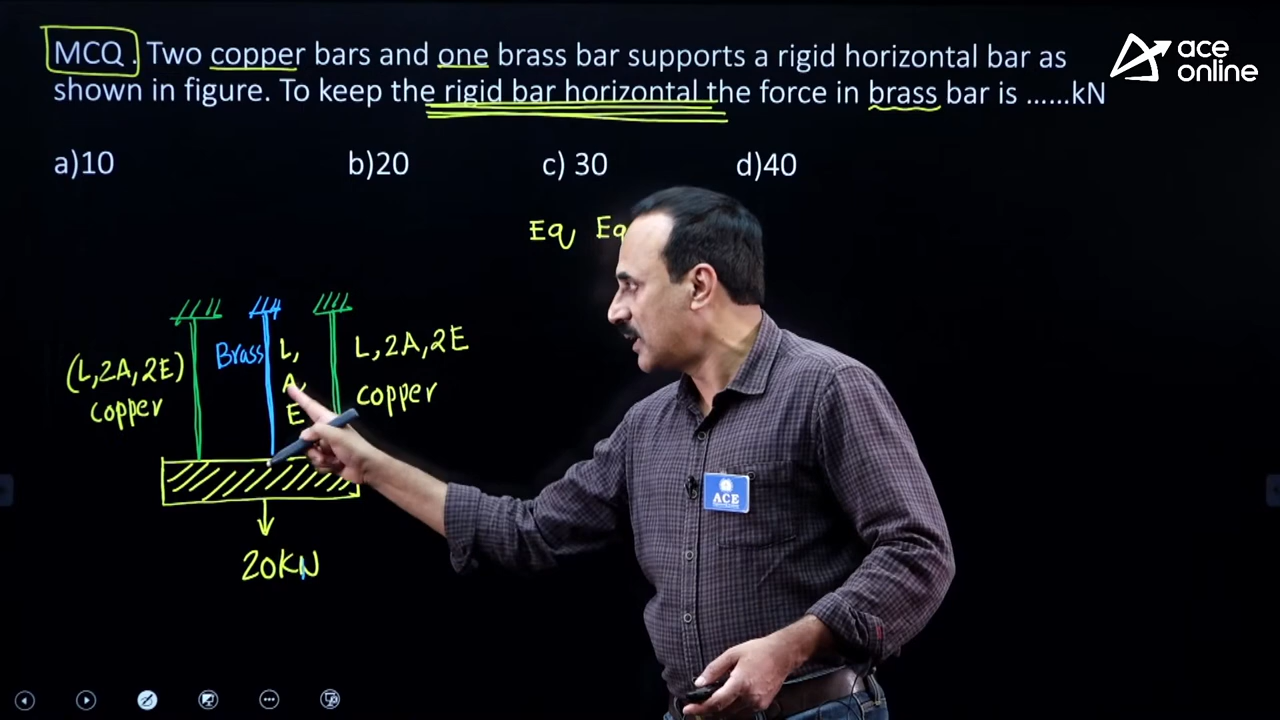 MCQ. Two copper bars and one brass bar supports a rigid horizontal bar as
shown in figure. To keep the rigid bar horizontal the force in brass bar is ......kN
ace
online
a)10 b)20 c) 30 d)40
Eq Eq
(L,2A,2E)
copper
Brass
L,
A,
E
L,2A,2E
copper
20KN
ACE